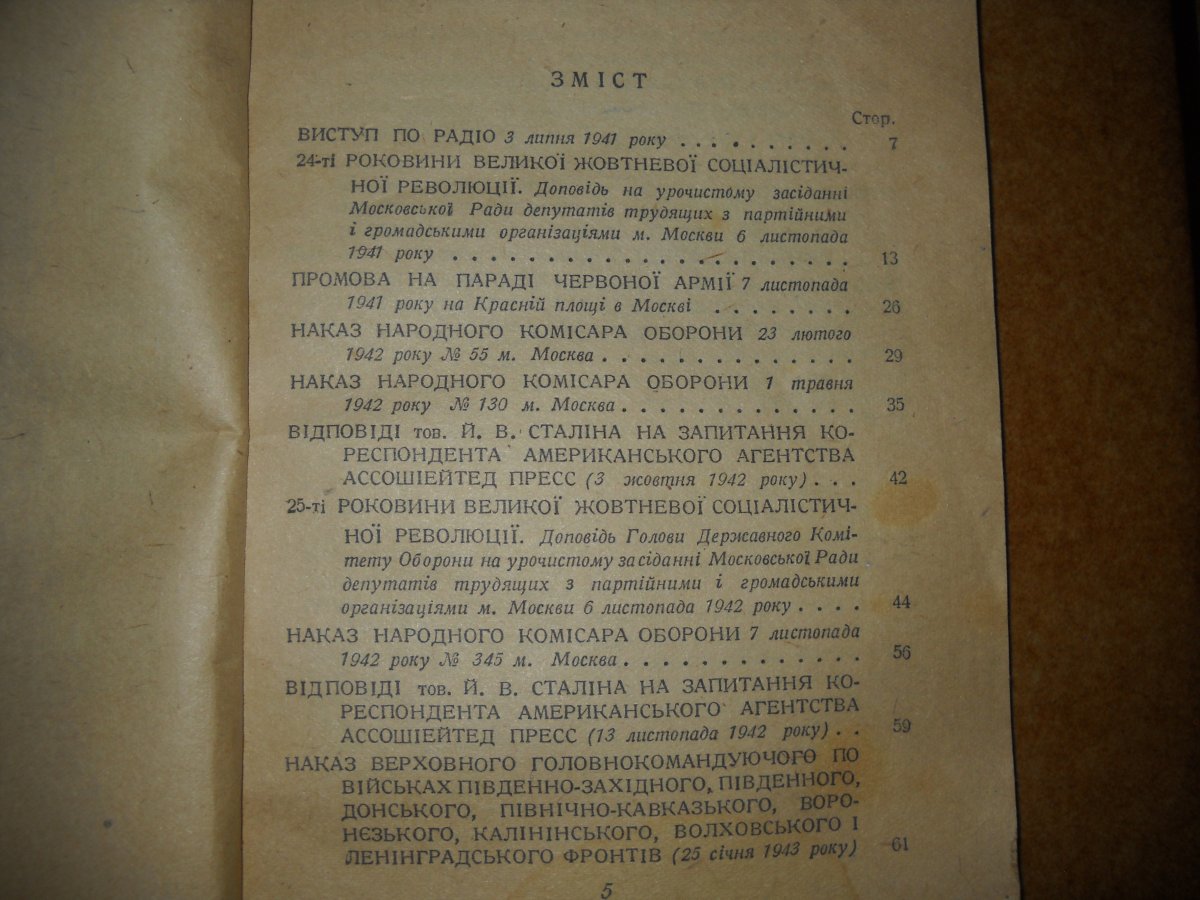 ЗМІСТ
Стор.
ВИСТУП ПО РАДІО 3 липня 1941 року . . . . . . . . . . 7
24-ті РОКОВИНИ ВЕЛИКОЇ ЖОВТНЕВОЇ СОЦІАЛІСТИЧ-
НОЇ РЕВОЛЮЦІЇ. Доповідь на урочистому засіданні
Московської Ради депутатів трудящих з партійними
і громадськими організаціями м. Москви 6 листопада
1941 року . . . . . . . . . . . . . . . . . . . . . 13
ПРОМОВА НА ПАРАДІ ЧЕРВОНОЇ АРМІЇ 7 листопада
1941 року на Красній площі в Москві . . . . . . . . 26
НАКАЗ НАРОДНОГО КОМІСАРА ОБОРОНИ 23 лютого
1942 року № 55 м. Москва . . . . . . . . . . . . . . 29
НАКАЗ НАРОДНОГО КОМІСАРА ОБОРОНИ 1 травня
1942 року № 130 м. Москва . . . . . . . . . . . . . 35
ВІДПОВІДІ тов. Й. В. СТАЛІНА НА ЗАПИТАННЯ КО-
РЕСПОНДЕНТА АМЕРИКАНСЬКОГО АГЕНТСТВА
АССОШІЕЙТЕД ПРЕСС (3 жовтня 1942 року) . . . 42
25-ті РОКОВИНИ ВЕЛИКОЇ ЖОВТНЕВОЇ СОЦІАЛІСТИЧ-
НОЇ РЕВОЛЮЦІЇ. Доповідь Голови Державного Комі-
тету Оборони на урочистому засіданні Московської Ради
депутатів трудящих з партійними і громадськими
організаціями м. Москви 6 листопада 1942 року . . . . 44
НАКАЗ НАРОДНОГО КОМІСАРА ОБОРОНИ 7 листопада
1942 року № 345 м. Москва . . . . . . . . . . . . . 56
ВІДПОВІДІ тов. Й. В. СТАЛІНА НА ЗАПИТАННЯ КО-
РЕСПОНДЕНТА АМЕРИКАНСЬКОГО АГЕНТСТВА
АССОШІЕЙТЕД ПРЕСС (13 листопада 1942 року) . . 59
НАКАЗ ВЕРХОВНОГО ГОЛОВНОКОМАНДУЮЧОГО ПО
ВІЙСЬКАХ ПІВДЕННО-ЗАХІДНОГО, ПІВДЕННОГО,
ДОНСЬКОГО, ПІВНІЧНО-КАВКАЗЬКОГО, ВОРО-
НЄЗЬКОГО, КАЛІНІНСЬКОГО, ВОЛХОВСЬКОГО І
ЛЕНІНГРАДСЬКОГО ФРОНТІВ (25 січня 1943 року) 61
5